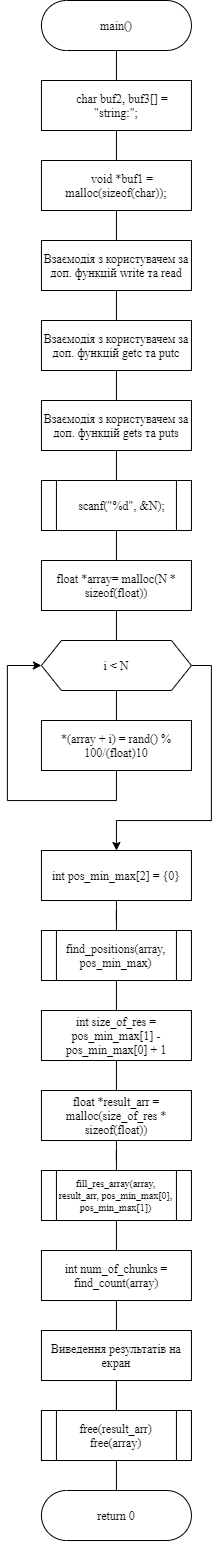 main()
char buf2, buf3[] =
"string:";
void *buf1 =
malloc(sizeof(char));
Взаємодія з користувачем за
доп. функцій write та read
Взаємодія з користувачем за
доп. функцій getc та putc
Взаємодія з користувачем за
доп. функцій gets та puts
scanf("%d", &N);
float *array= malloc(N *
sizeof(float))
i < N
*(array + i) = rand() %
100/(float)10
int pos_min_max[2] = {0}
find_positions(array,
pos_min_max)
int size_of_res =
pos_min_max[1] -
pos_min_max[0] + 1
float *result_arr =
malloc(size_of_res *
sizeof(float))
fill_res_array(array,
result_arr, pos_min_max[0],
pos_min_max[1])
int num_of_chunks =
find_count(array)
Виведення результатів на
екран
free(result_arr)
free(array)
return 0